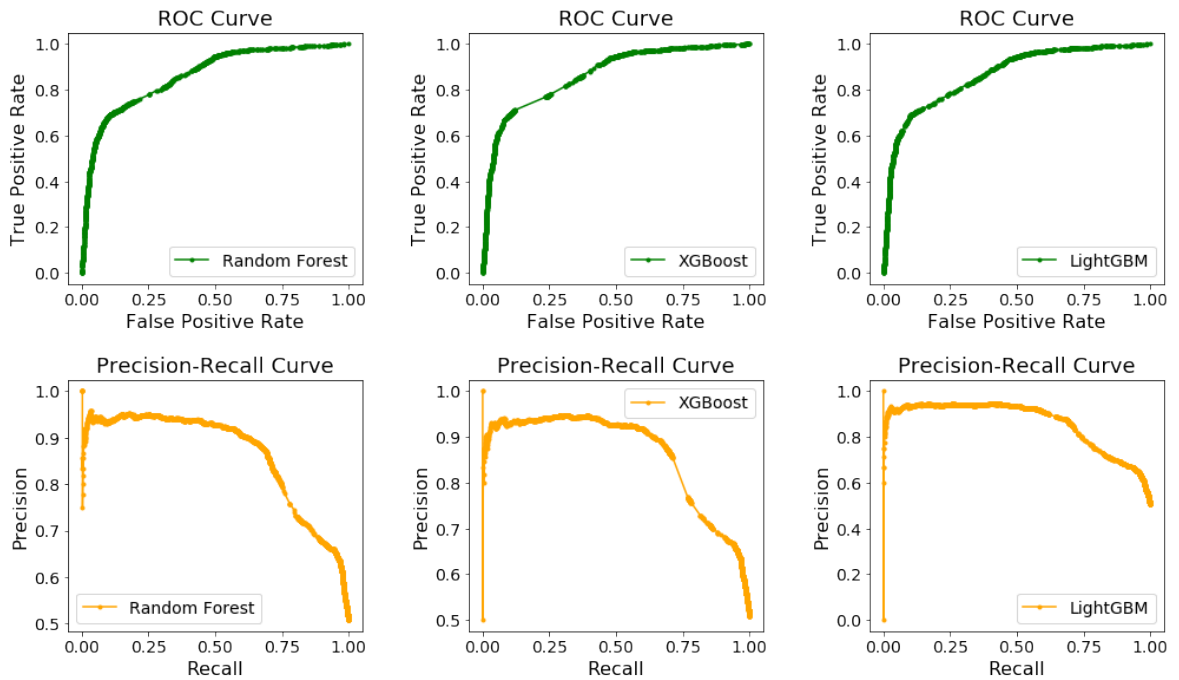 ROC Curve
True Positive Rate
1.0
0.8
0.6
0.4
0.2
0.0
Random Forest
0.00 0.25 0.50 0.75 1.00
False Positive Rate
ROC Curve
True Positive Rate
1.0
0.8
0.6
0.4
0.2
0.0
XGBoost
0.00 0.25 0.50 0.75 1.00
False Positive Rate
ROC Curve
True Positive Rate
1.0
0.8
0.6
0.4
0.2
0.0
LightGBM
0.00 0.25 0.50 0.75 1.00
False Positive Rate
Precision-Recall Curve
Precision
1.0
0.9
0.8
0.7
0.6
0.5
Random Forest
0.00 0.25 0.50 0.75 1.00
Recall
Precision-Recall Curve
XGBoost
Precision
1.0
0.9
0.8
0.7
0.6
0.5
0.00 0.25 0.50 0.75 1.00
Recall
Precision-Recall Curve
Precision
1.0
0.8
0.6
0.4
0.2
0.0
LightGBM
0.00 0.25 0.50 0.75 1.00
Recall